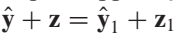 ŷ + z = ŷ₁ + z₁